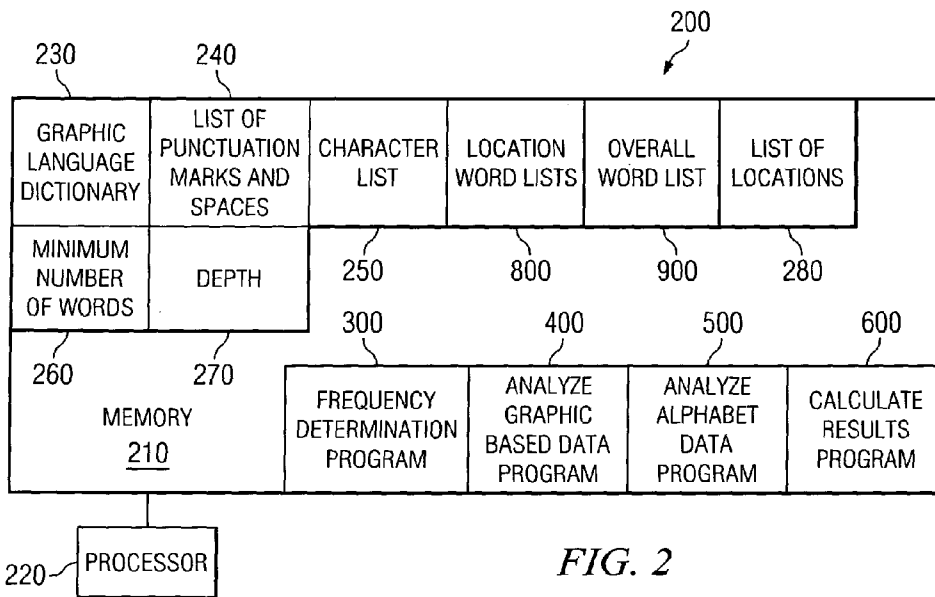 200
230
240
GRAPHIC
LANGUAGE
DICTIONARY
LIST OF
PUNCTUATION
MARKS AND
SPACES
CHARACTER
LIST
LOCATION
WORD LISTS
OVERALL
WORD LIST
LIST OF
LOCATIONS
MINIMUM
NUMBER
OF WORDS
DEPTH
250
800
900
280
260
270
300
400
500
600
MEMORY
210
FREQUENCY
DETERMINATION
PROGRAM
ANALYZE
GRAPHIC
BASED DATA
PROGRAM
ANALYZE
ALPHABET
DATA
PROGRAM
CALCULATE
RESULTS
PROGRAM
220
PROCESSOR
FIG. 2